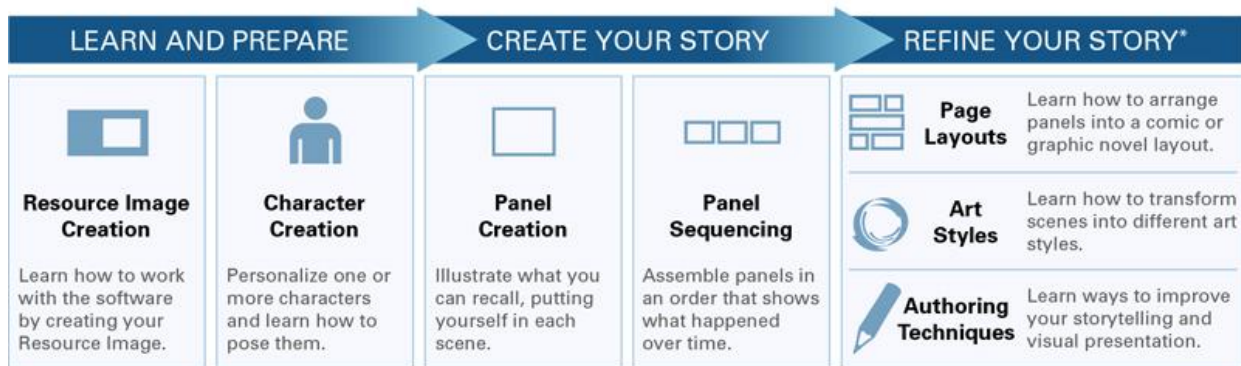 LEARN AND PREPARE
CREATE YOUR STORY
REFINE YOUR STORY*
Resource Image
Creation
Learn how to work
with the software
by creating your
Resource Image.
Character
Creation
Personalize one or
more characters
and learn how to
pose them.
Panel
Creation
Illustrate what you
can recall, putting
yourself in each
scene.
Panel
Sequencing
Assemble panels in
an order that shows
what happened
over time.
Page
Layouts
Learn how to arrange
panels into a comic or
graphic novel layout.
Art
Styles
Learn how to transform
scenes into different art
styles.
Authoring
Techniques
Learn ways to improve
your storytelling and
visual presentation.